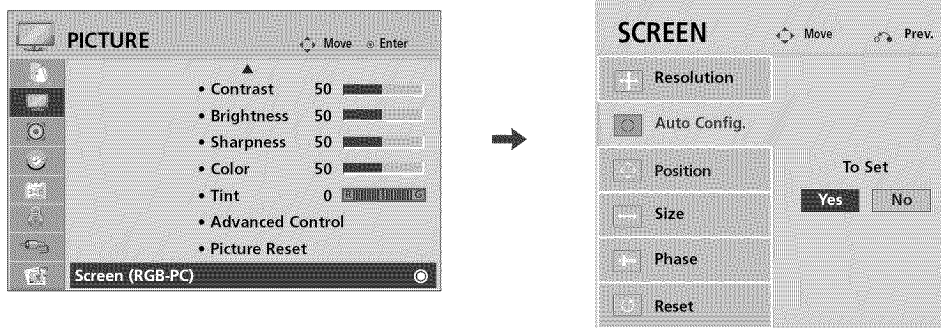 PICTURE
Move Enter
• Contrast 50
• Brightness 50
• Sharpness 50
• Color 50
• Tint 0 R G
• Advanced Control
• Picture Reset
Screen (RGB-PC)
SCREEN
Move Prev.
Resolution
Auto Config.
Position
Size
Phase
Reset
To Set
Yes No